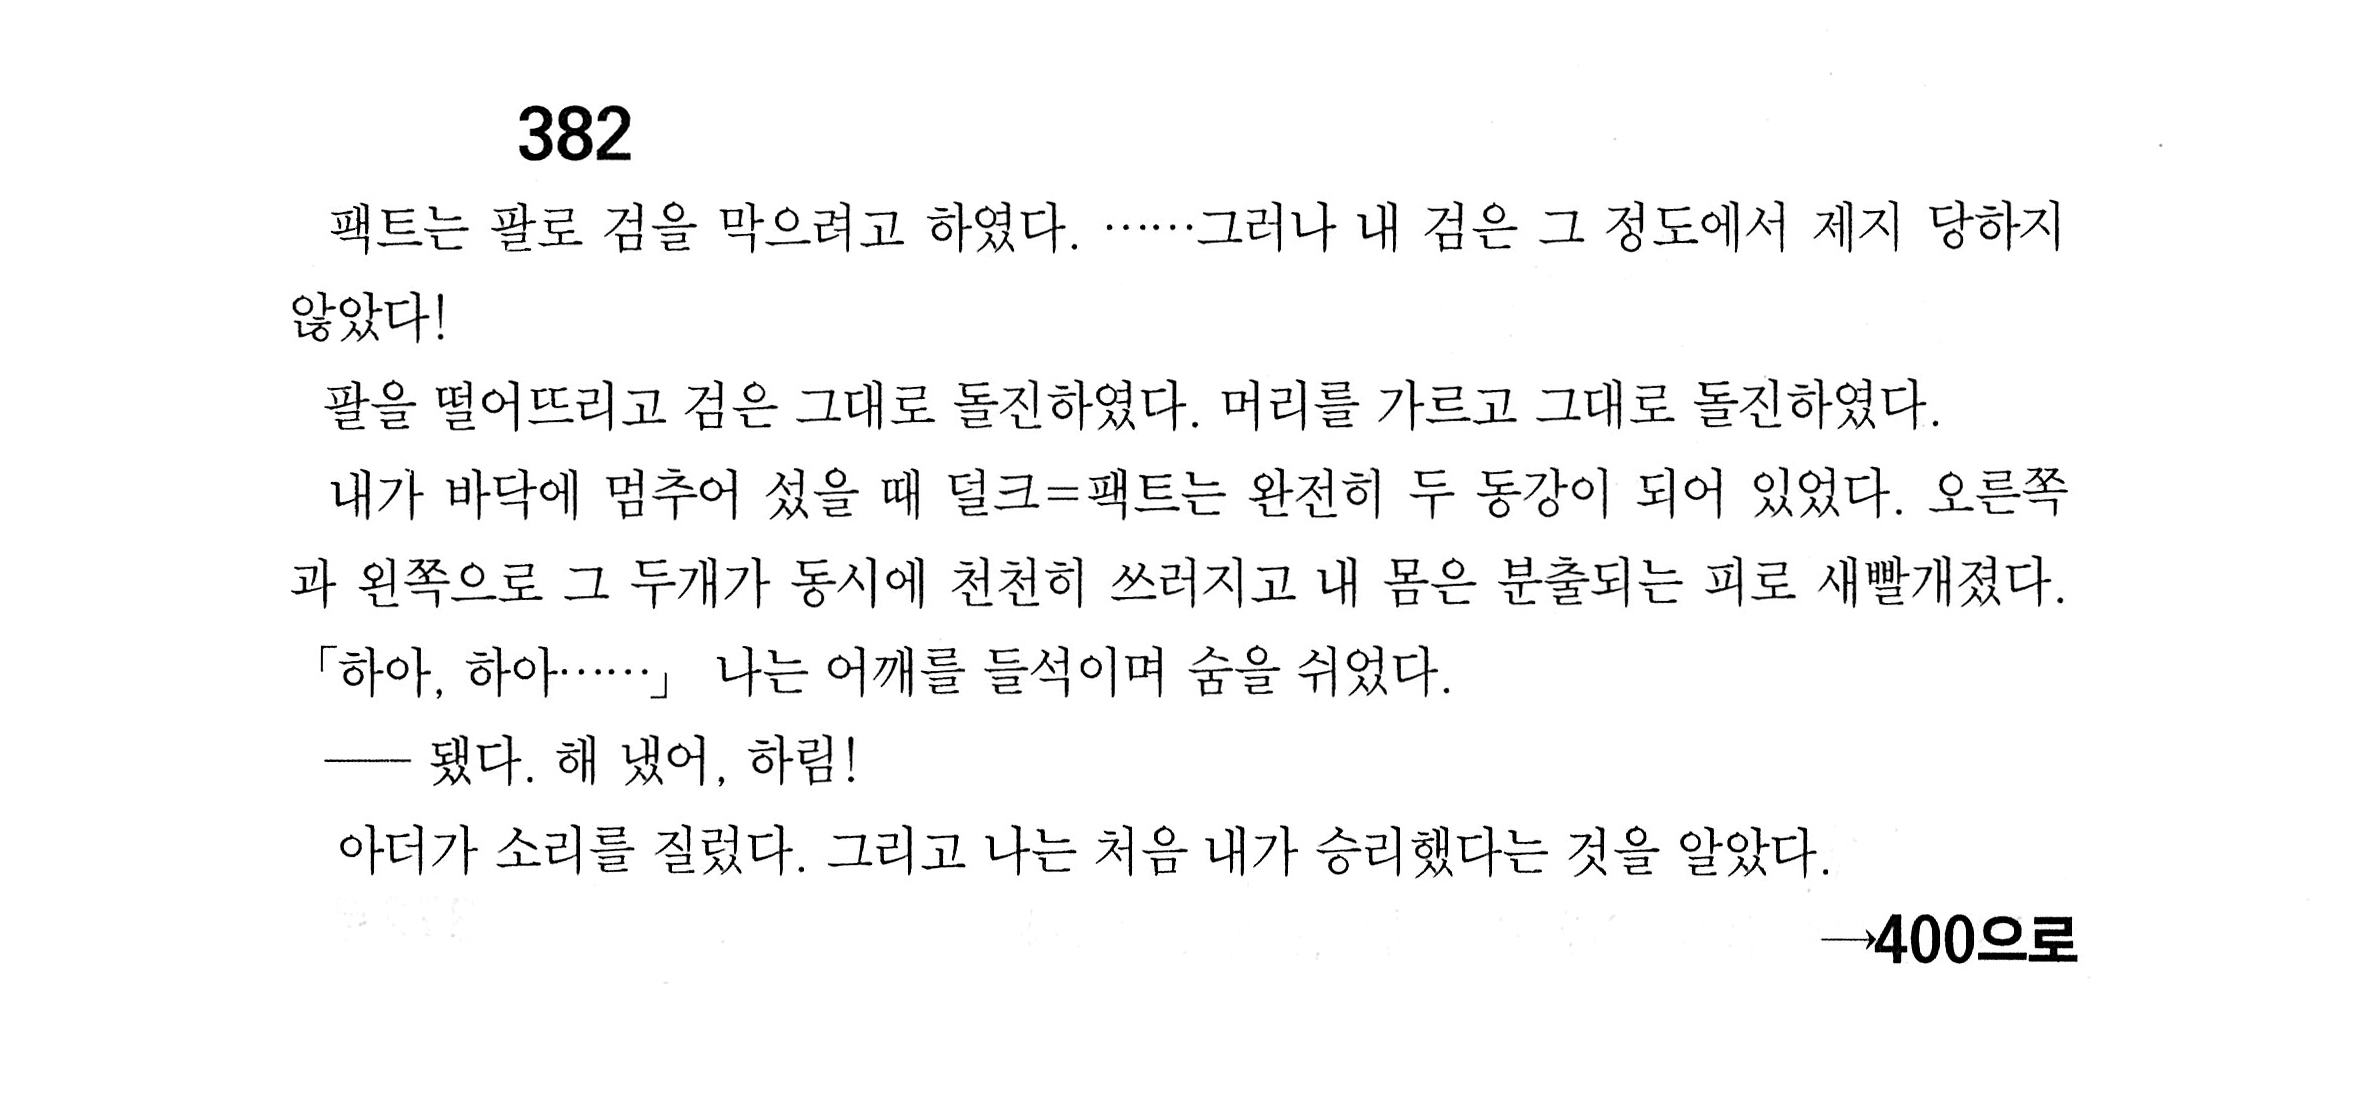 382
팩트는 팔로 검을 막으려고 하였다. ……그러나 내 검은 그 정도에서 제지 당하지
않았다!
팔을 떨어뜨리고 검은 그대로 돌진하였다. 머리를 가르고 그대로 돌진하였다.
내가 바닥에 멈추어 섰을 때 덜크=팩트는 완전히 두 동강이 되어 있었다. 오른쪽
과 왼쪽으로 그 두개가 동시에 천천히 쓰러지고 내 몸은 분출되는 피로 새빨개졌다.
「하아, 하아……」 나는 어깨를 들석이며 숨을 쉬었다.
── 됐다. 해 냈어, 하림!
아더가 소리를 질렀다. 그리고 나는 처음 내가 승리했다는 것을 알았다.
→400으로